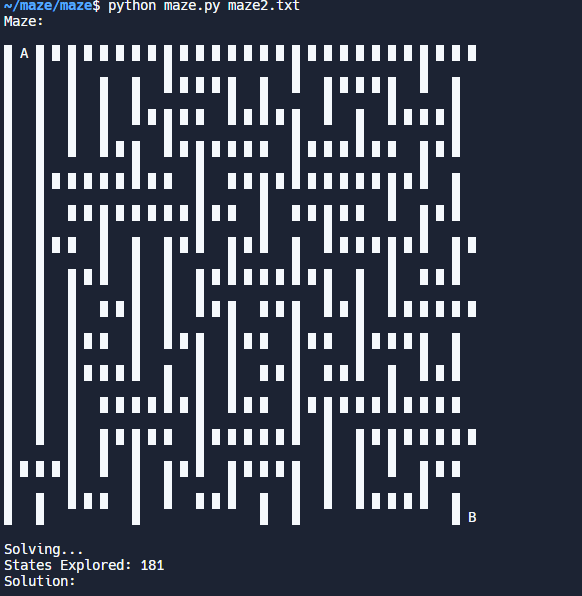 ~/maze/maze$ python maze.py maze2.txt
Maze:
A
B
Solving...
States Explored: 181
Solution: